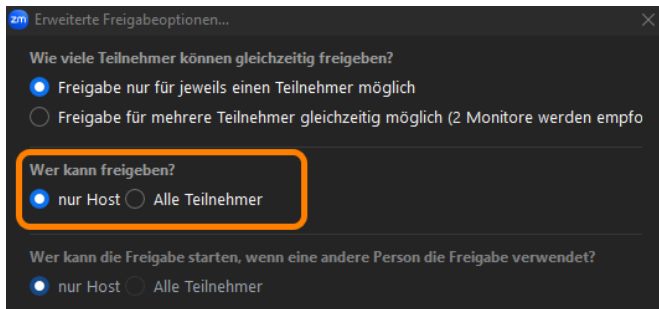 zm Erweiterte Freigabeoptionen...
Wie viele Teilnehmer können gleichzeitig freigeben?
Freigabe nur für jeweils einen Teilnehmer möglich
Freigabe für mehrere Teilnehmer gleichzeitig möglich (2 Monitore werden empfo
Wer kann freigeben?
nur Host Alle Teilnehmer
Wer kann die Freigabe starten, wenn eine andere Person die Freigabe verwendet?
nur Host Alle Teilnehmer